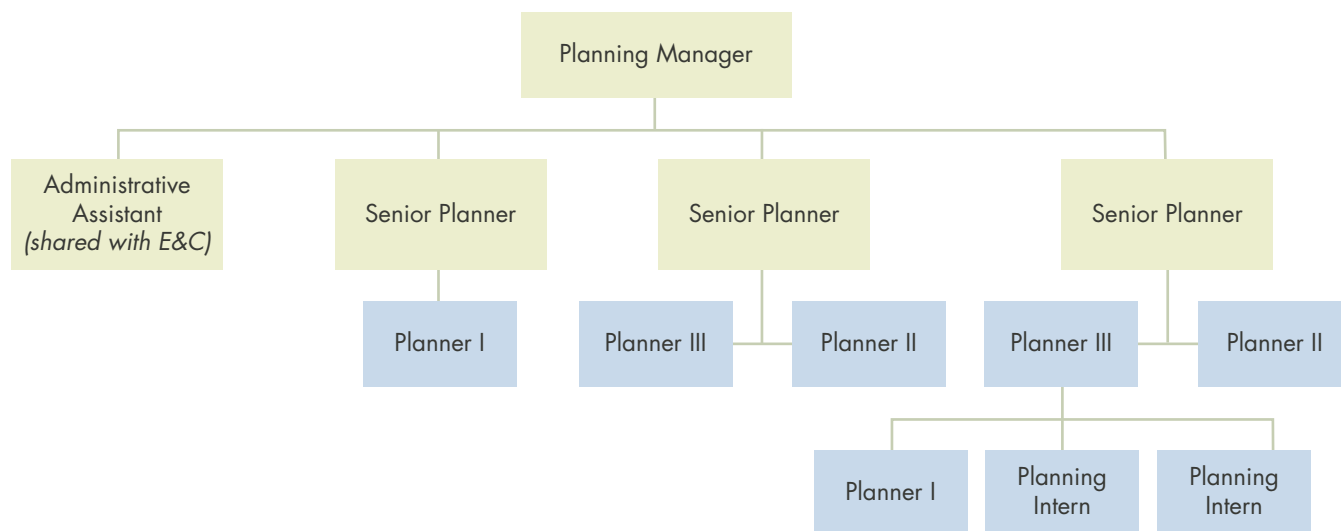 Planning Manager
Administrative
Assistant
(shared with E&C)
Senior Planner
Senior Planner
Senior Planner
Planner I
Planner III
Planner II
Planner III
Planner II
Planner I
Planning
Intern
Planning
Intern